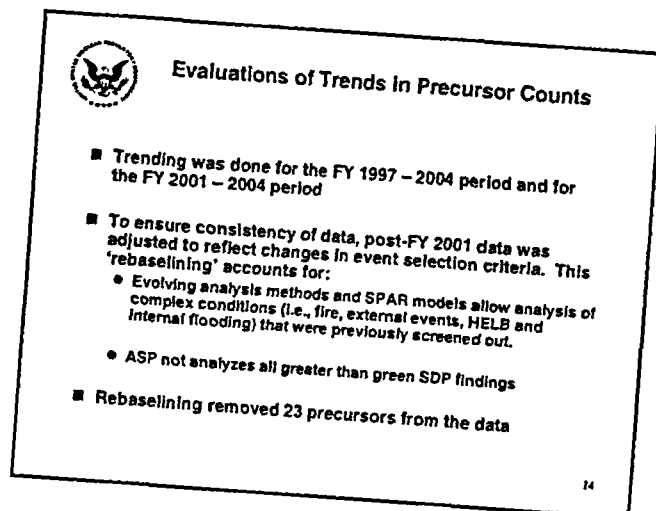 Evaluations of Trends in Precursor Counts
■ Trending was done for the FY 1997 – 2004 period and for
the FY 2001 – 2004 period
■ To ensure consistency of data, post-FY 2001 data was
adjusted to reflect changes in event selection criteria. This
'rebaselining' accounts for:
● Evolving analysis methods and SPAR models allow analysis of
complex conditions (i.e., fire, external events, HELB and
internal flooding) that were previously screened out.
● ASP not analyzes all greater than green SDP findings
■ Rebaselining removed 23 precursors from the data
14